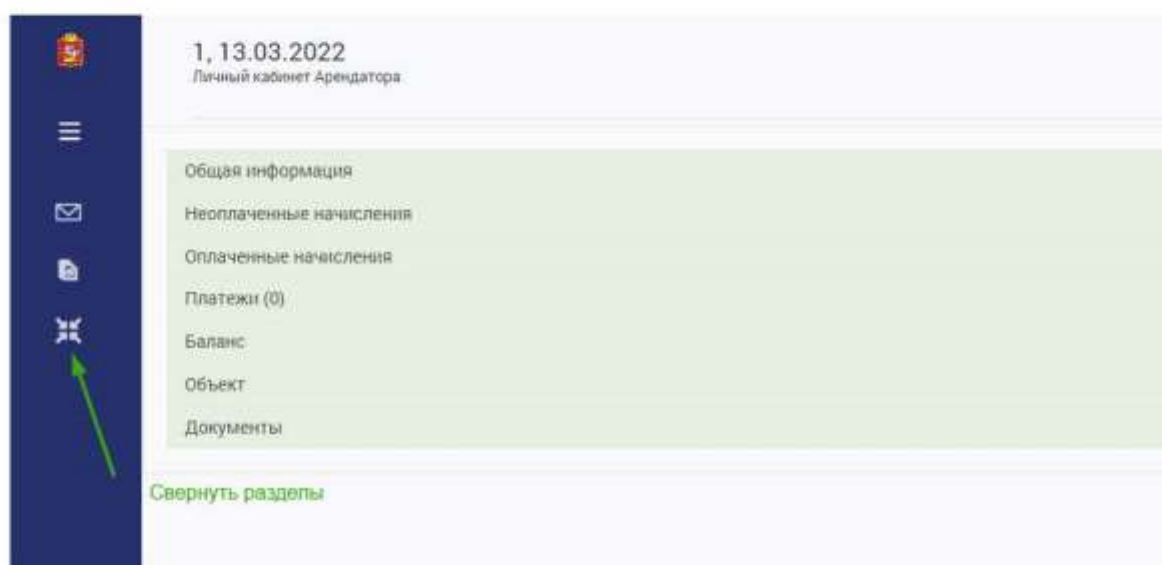 1, 13.03.2022
Личный кабинет Арендатора
Общая информация
Неоплаченные начисления
Оплаченные начисления
Платежи (0)
Баланс
Объект
Документы
Свернуть разделы